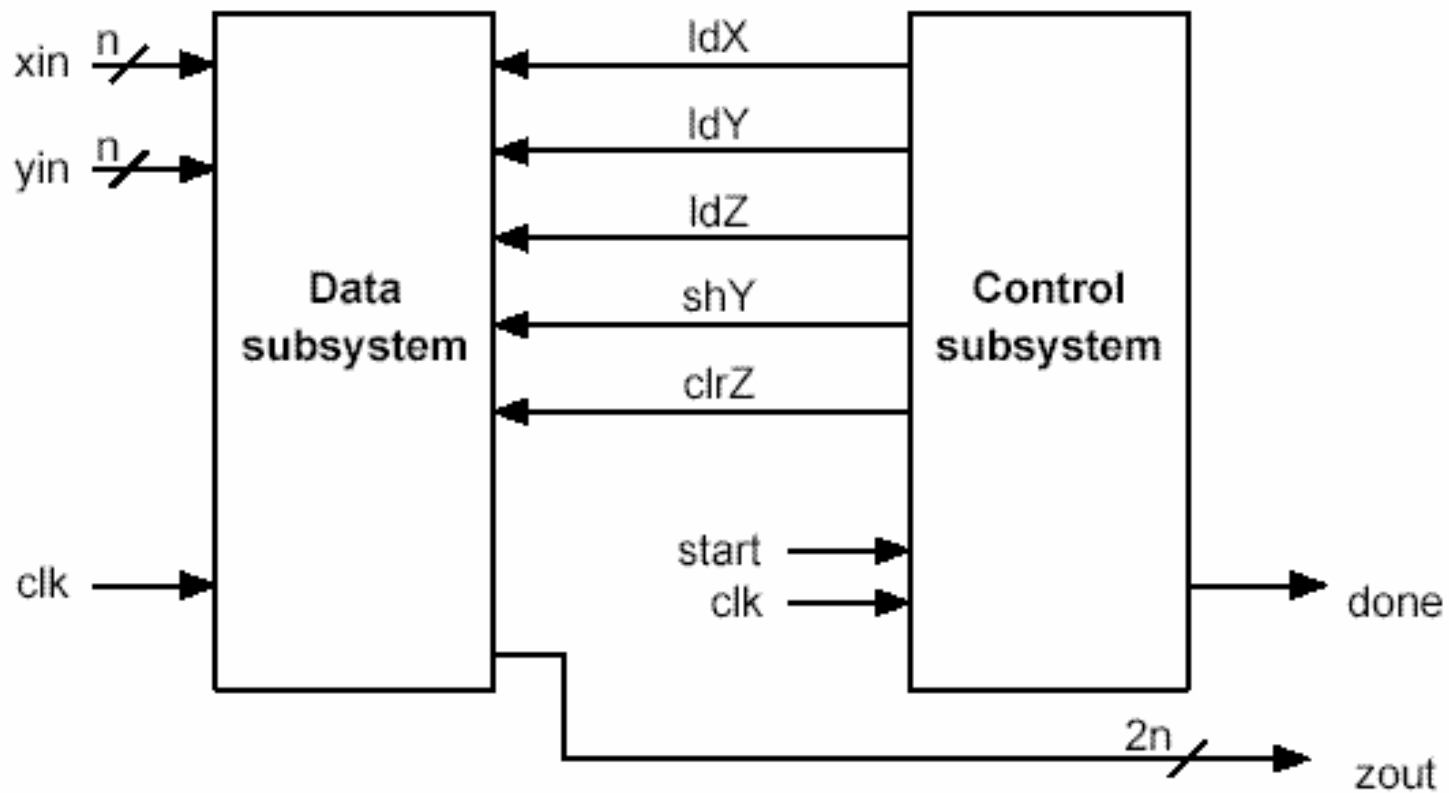 n
xin
n
yin
Data
subsystem
clk
ldX
ldY
ldZ
shY
clrZ
start
clk
Control
subsystem
done
2n
zout